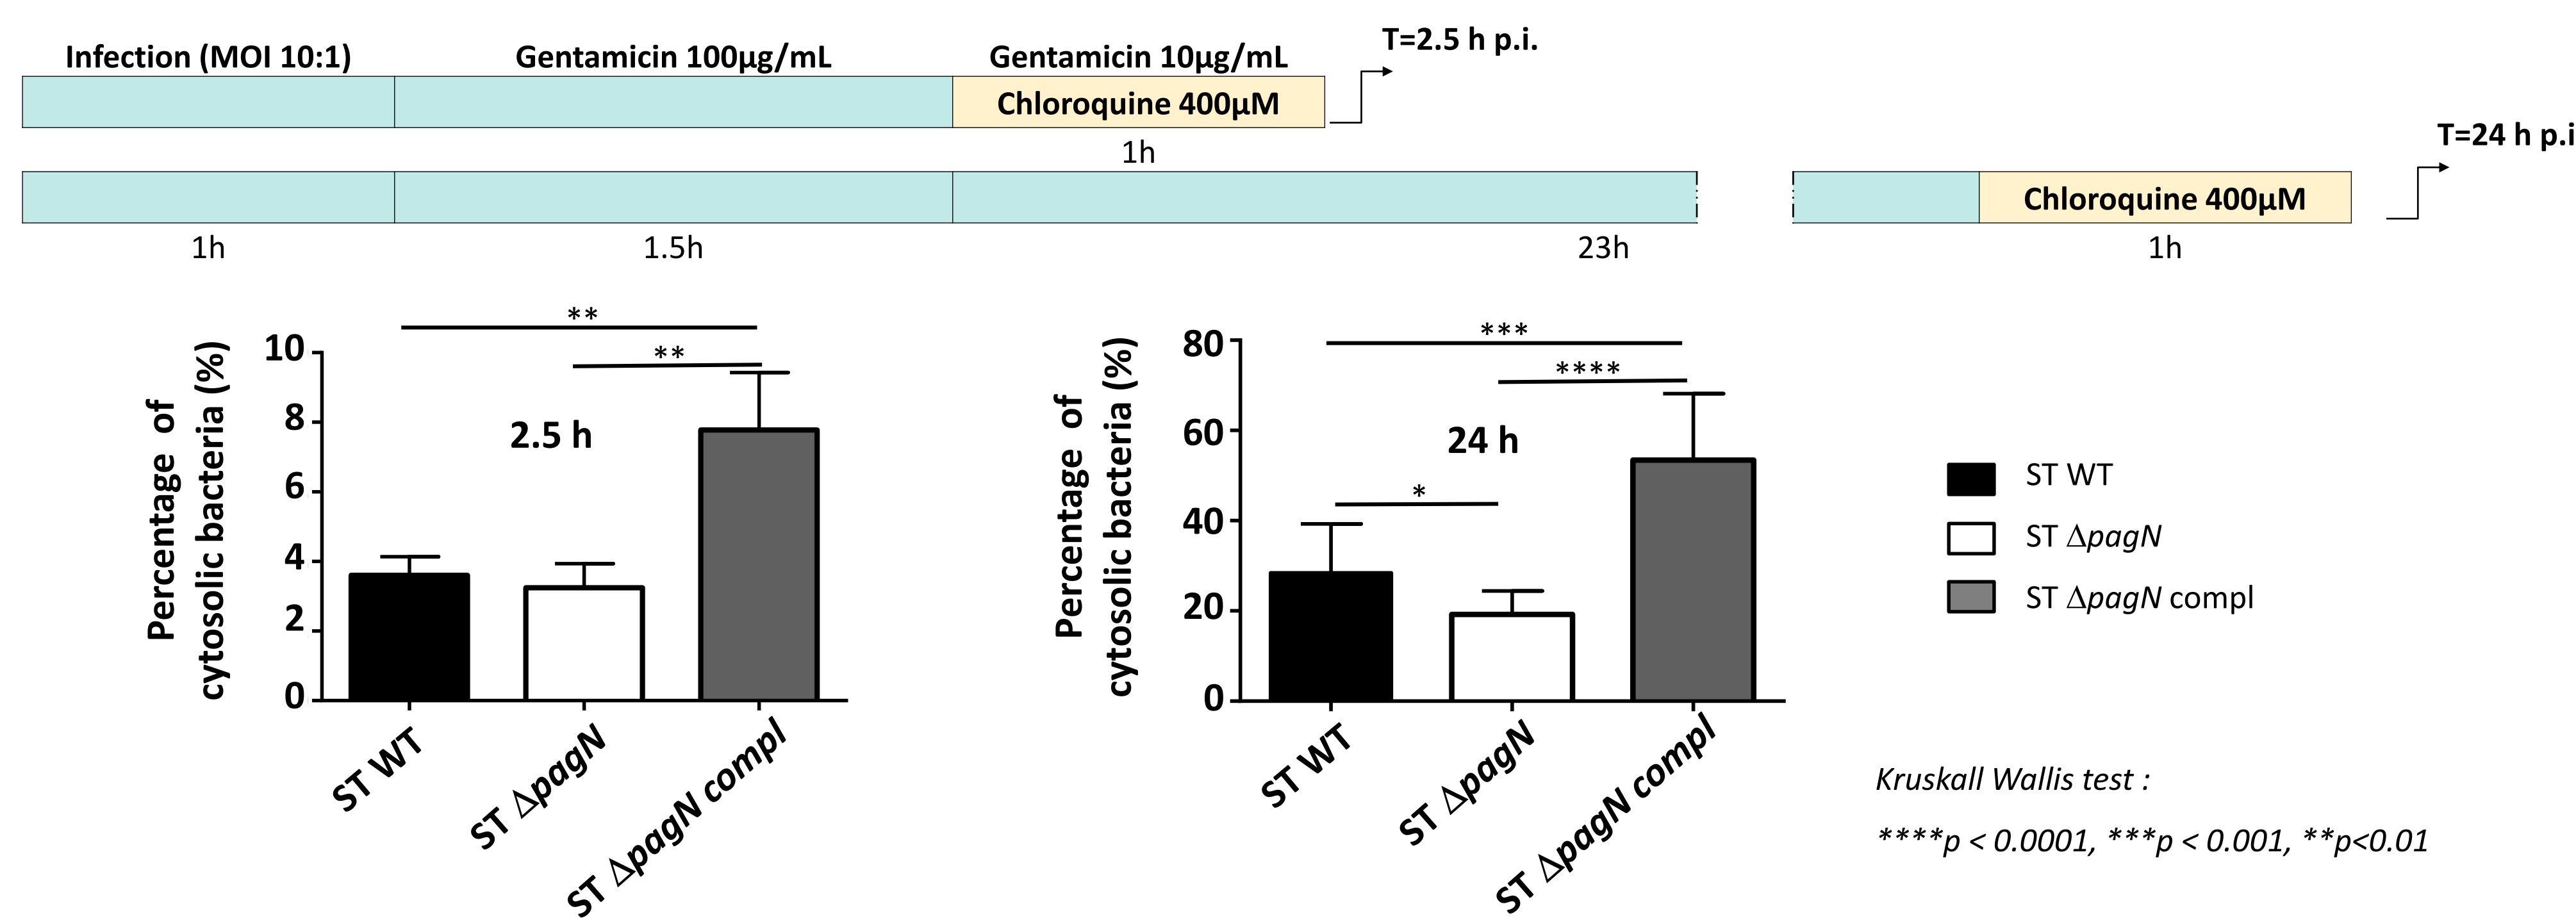 Infection (MOI 10:1)
Gentamicin 100µg/mL
Gentamicin 10µg/mL
T=2.5 h p.i.
Chloroquine 400µM
1h
T=24 h p.i
Chloroquine 400µM
1h
1.5h
23h
1h
Percentage of
cytosolic bacteria (%)
10
8
6
4
2
0
**
**
2.5 h
ST WT
ST ΔpagN
ST ΔpagN compl
Percentage of
cytosolic bacteria (%)
80
60
40
20
0
***
****
*
24 h
ST WT
ST ΔpagN
ST ΔpagN compl
ST WT
ST ΔpagN
ST ΔpagN compl
Kruskall Wallis test :
****p < 0.0001, ***p < 0.001, **p<0.01